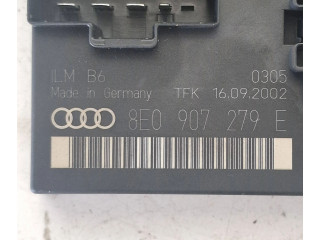 ILM B6 0305
Made in Germany TFK 16.09.2002
8E0 907 279 E